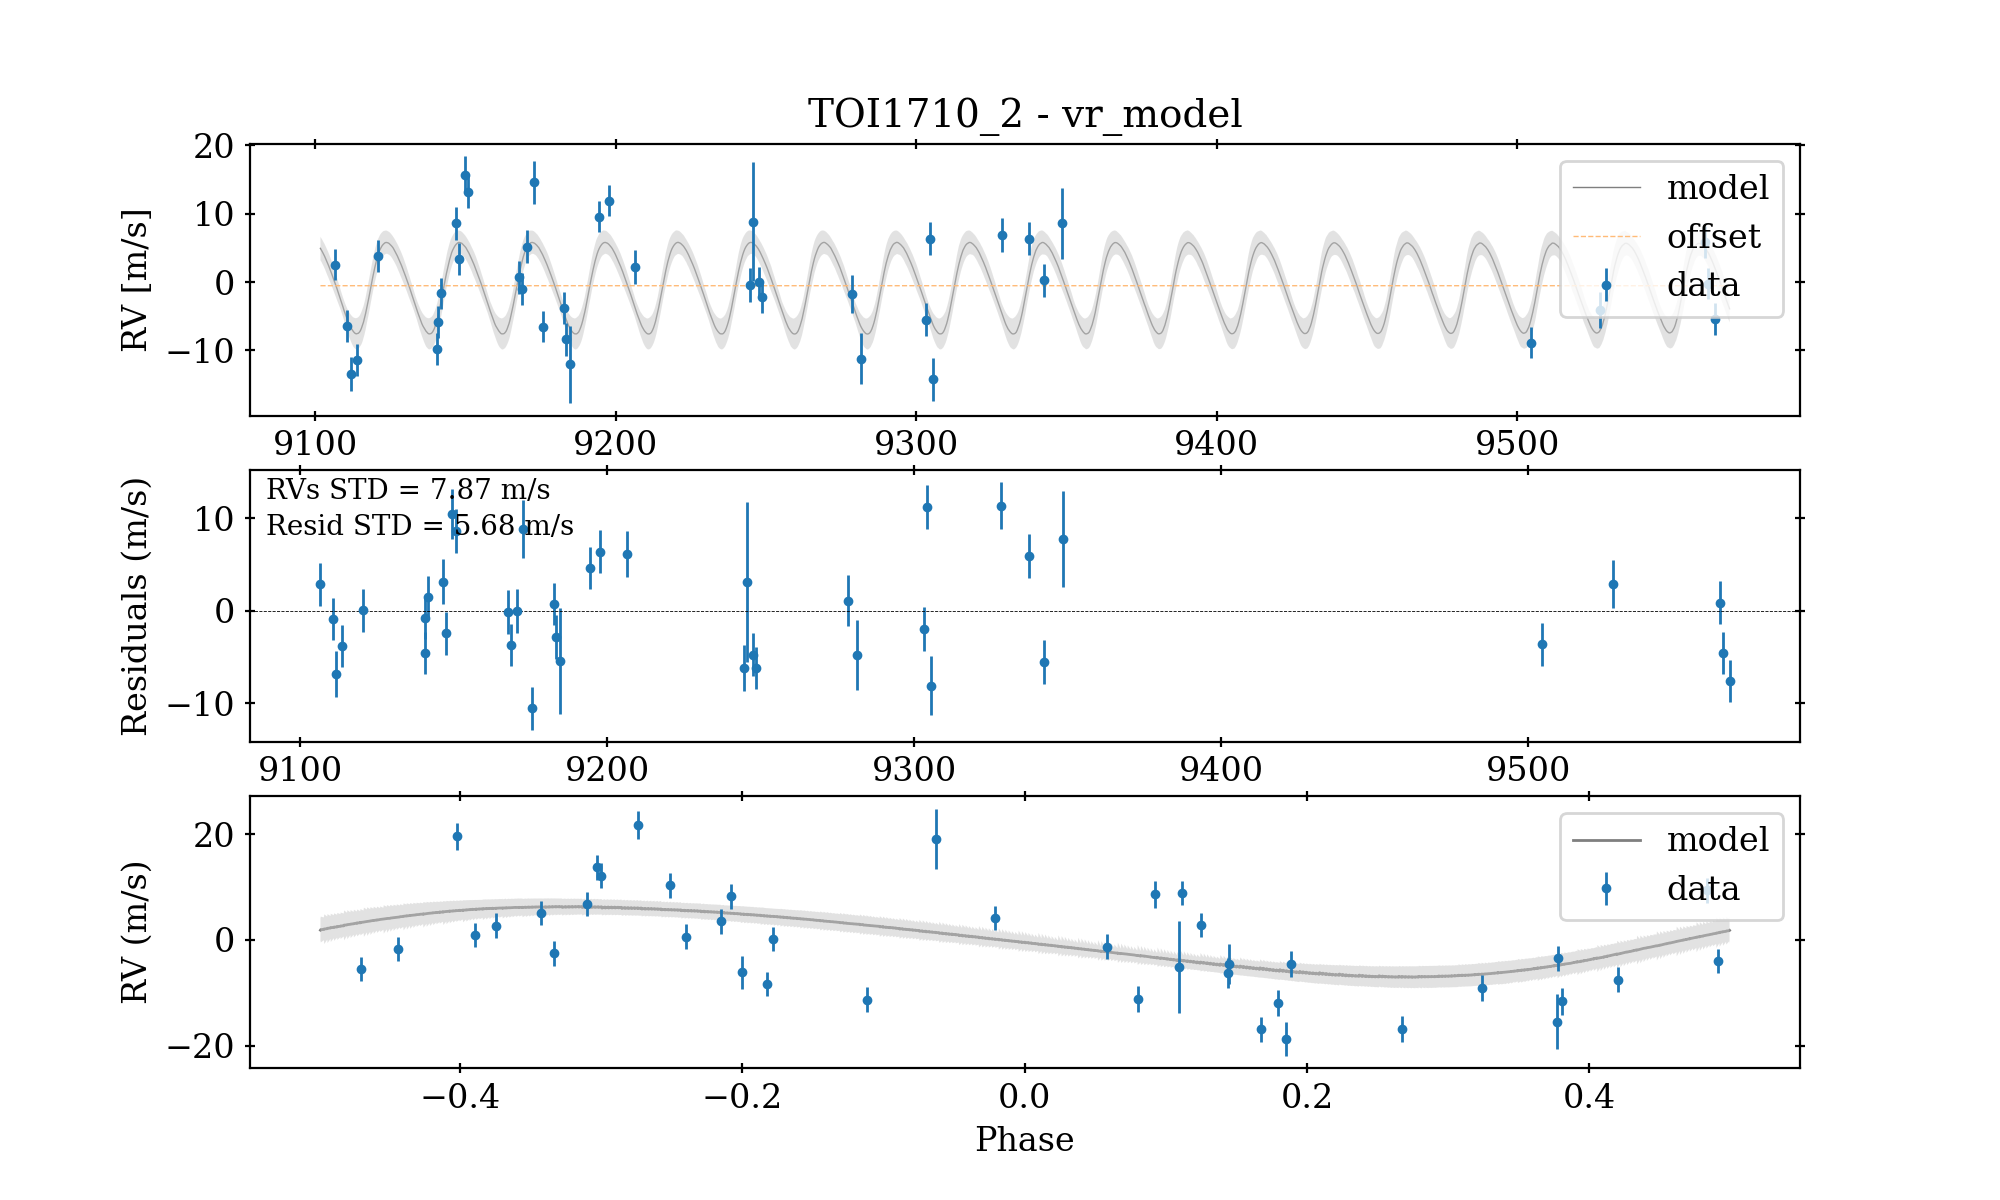 TOI1710_2 - vr_model
RV [m/s]
20
10
0
−10
model
offset
data
9100 9200 9300 9400 9500
Residuals (m/s)
10
0
−10
RVs STD = 7.87 m/s
Resid STD = 5.68 m/s
9100 9200 9300 9400 9500
RV (m/s)
20
0
−20
model
data
−0.4 −0.2 0.0 0.2 0.4
Phase